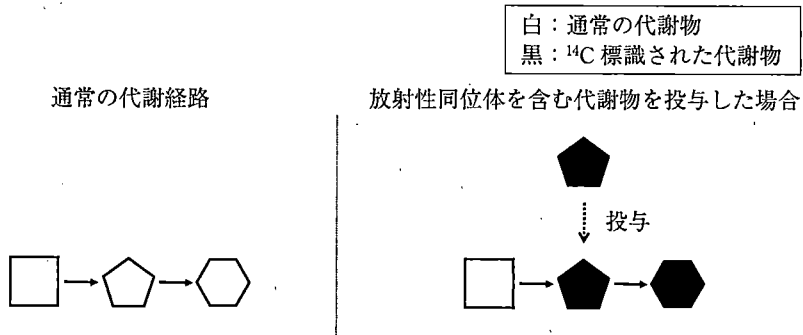 白：通常の代謝物
黒：¹⁴C 標識された代謝物
通常の代謝経路
放射性同位体を含む代謝物を投与した場合
投与